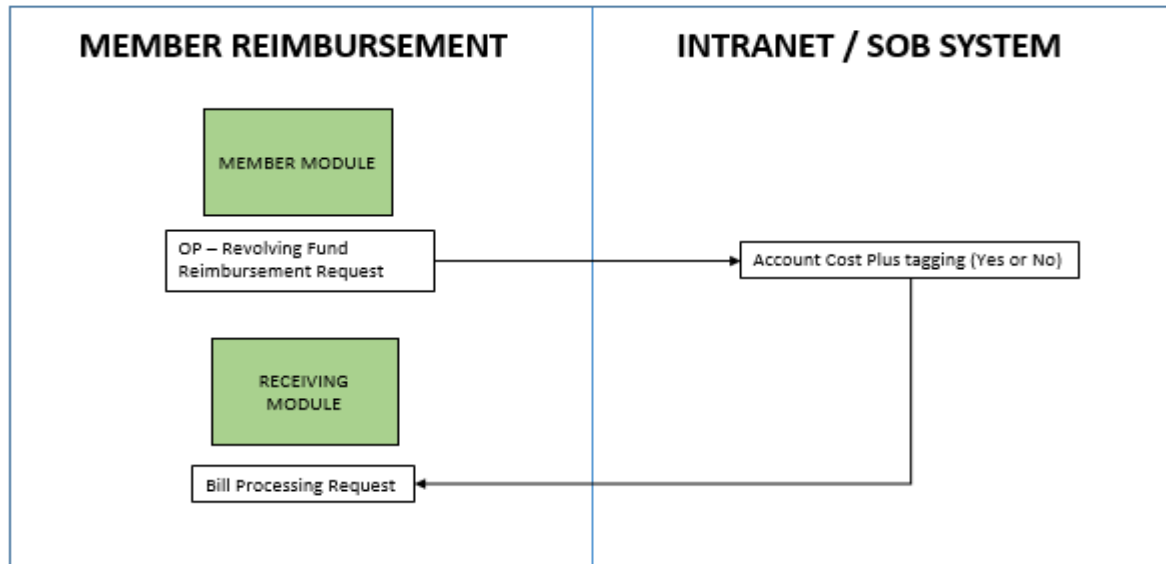 MEMBER REIMBURSEMENT
INTRANET / SOB SYSTEM
MEMBER MODULE
OP – Revolving Fund
Reimbursement Request
Account Cost Plus tagging (Yes or No)
RECEIVING
MODULE
Bill Processing Request